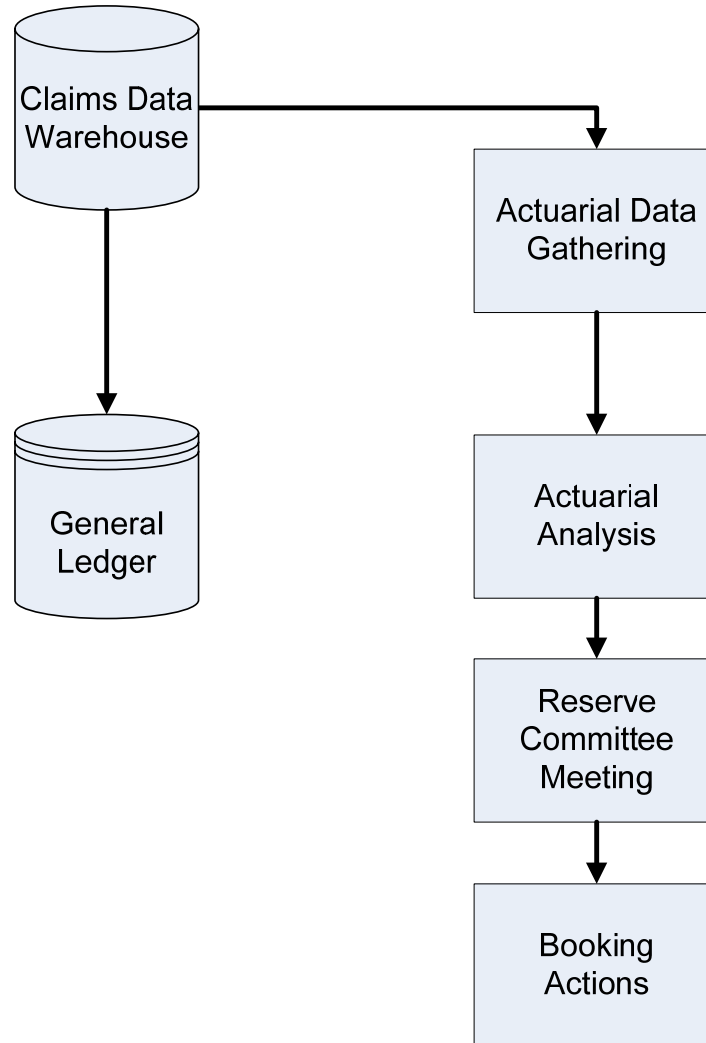 Claims Data
Warehouse
Actuarial Data
Gathering
General
Ledger
Actuarial
Analysis
Reserve
Committee
Meeting
Booking
Actions